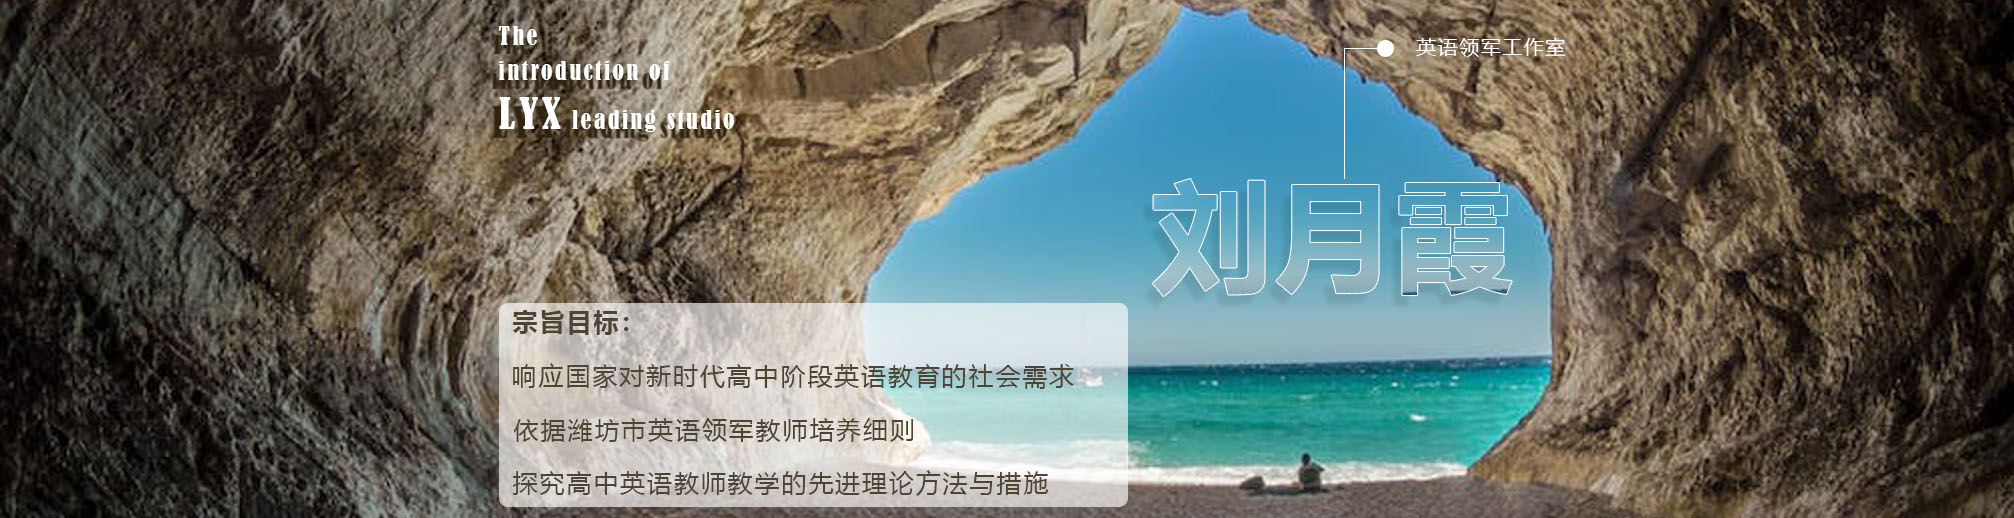 The
introduction of
LYX leading studio
英语领军工作室
刘月霞
宗旨目标：
响应国家对新时代高中阶段英语教育的社会需求
依据潍坊市英语领军教师培养细则
探究高中英语教师教学的先进理论方法与措施